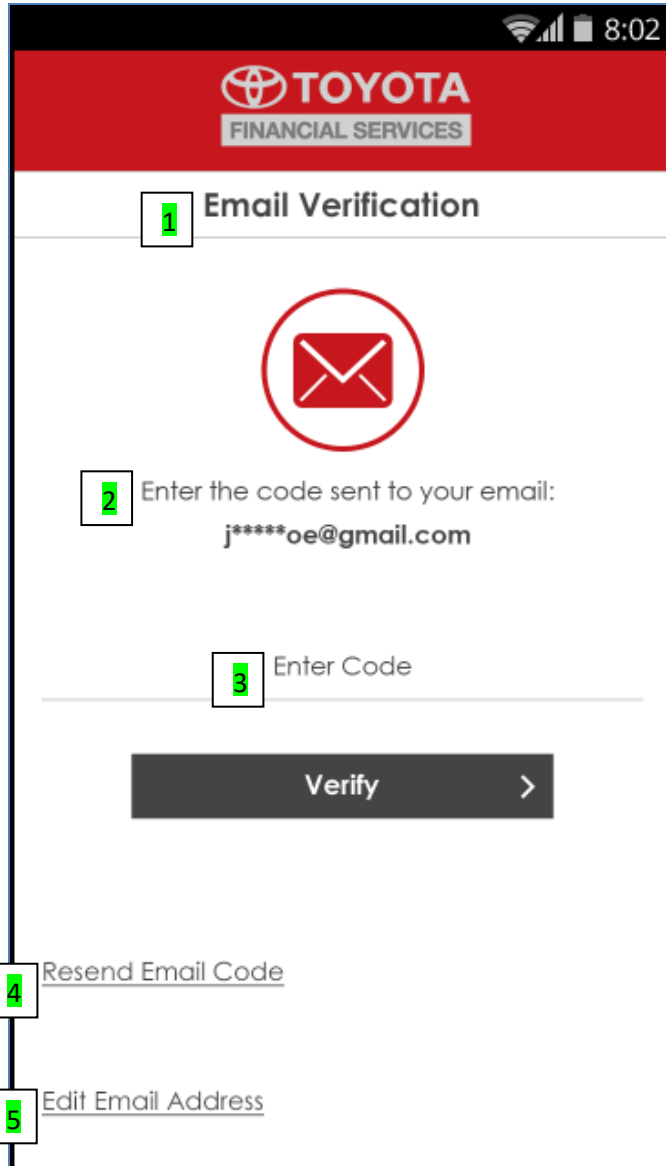 8:02
TOYOTA
FINANCIAL SERVICES
1 Email Verification
2 Enter the code sent to your email:
j*****oe@gmail.com
3 Enter Code
Verify >
4 Resend Email Code
5 Edit Email Address